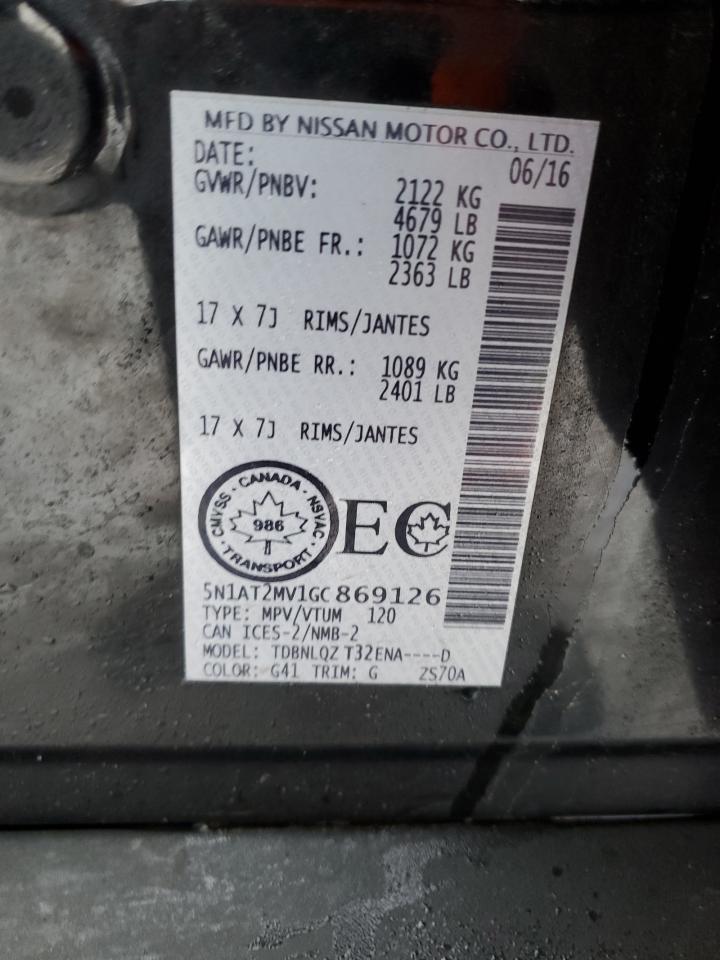 MFD BY NISSAN MOTOR CO., LTD.
DATE: 06/16
GVWR/PNBV: 2122 KG
4679 LB
GAWR/PNBE FR.: 1072 KG
2363 LB
17 X 7J RIMS/JANTES
GAWR/PNBE RR.: 1089 KG
2401 LB
17 X 7J RIMS/JANTES
CANADA · NSVAC · TRANSPORT · CMVSS ·
986
EC
5N1AT2MV1GC869126
TYPE: MPV/VTUM 120
CAN ICES-2/NMB-2
MODEL: TDBNLQZ T32ENA----D
COLOR: G41 TRIM: G ZS70A